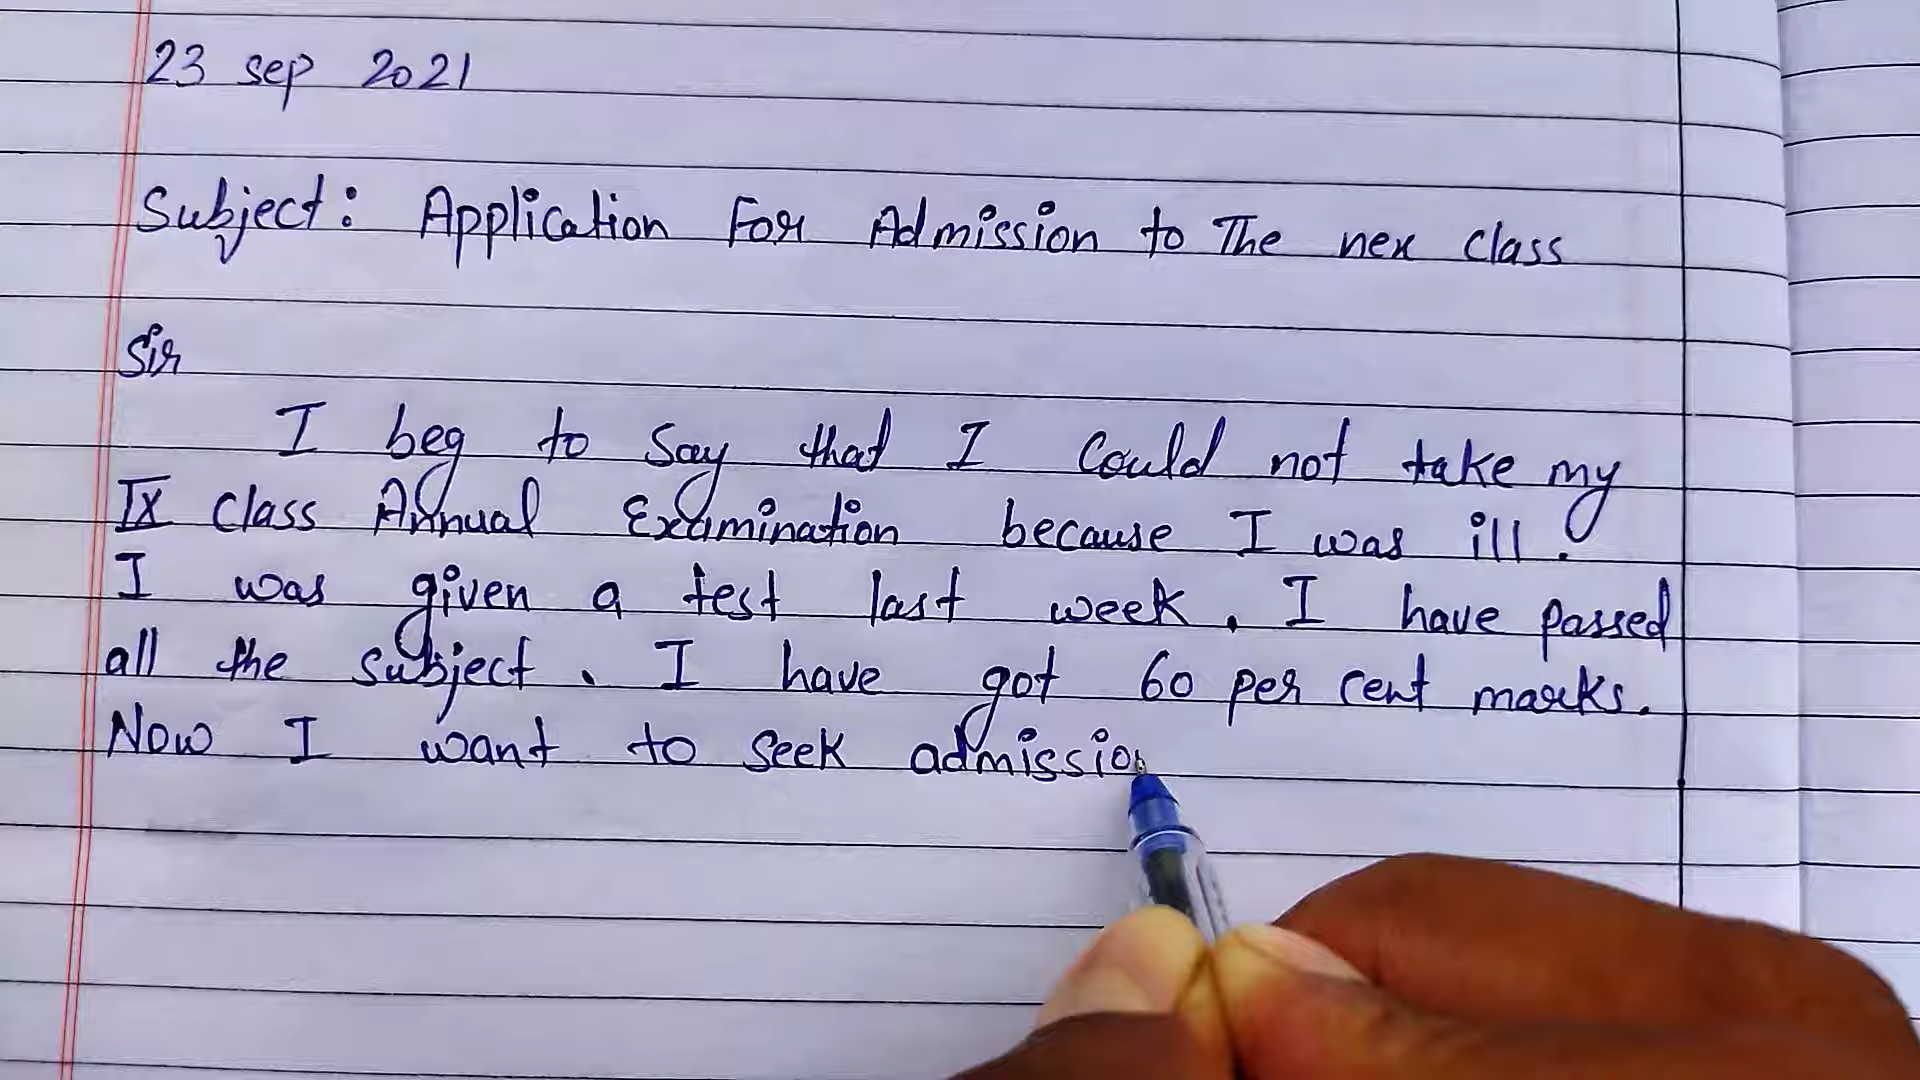 23 sep 2021
Subject: Application For Admission to The nex class
Sir
I beg to say that I could not take my
IX class Annual Examination because I was ill.
I was given a test last week. I have passed
all the subject. I have got 60 per cent marks.
Now I want to seek admission